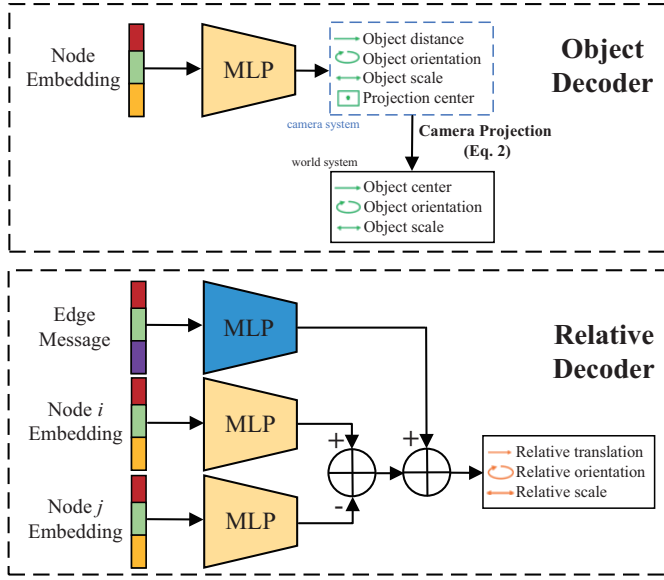 Node
Embedding
MLP
Object distance
Object orientation
Object scale
Projection center
camera system
Camera Projection
(Eq. 2)
world system
Object center
Object orientation
Object scale
Object
Decoder
Edge
Message
MLP
Node i
Embedding
MLP
Node j
Embedding
MLP
+
-
+
Relative translation
Relative orientation
Relative scale
Relative
Decoder